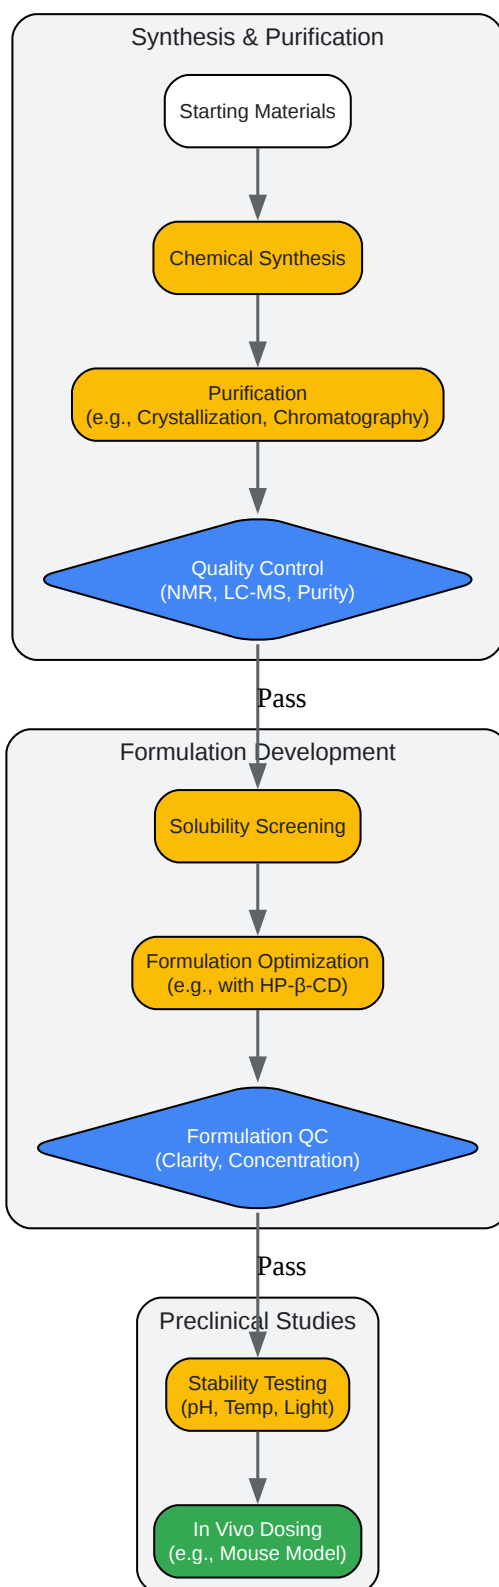 Synthesis & Purification
Starting Materials
Chemical Synthesis
Purification
(e.g., Crystallization, Chromatography)
Quality Control
(NMR, LC-MS, Purity)
Pass
Formulation Development
Solubility Screening
Formulation Optimization
(e.g., with HP-β-CD)
Formulation QC
(Clarity, Concentration)
Pass
Preclinical Studies
Stability Testing
(pH, Temp, Light)
In Vivo Dosing
(e.g., Mouse Model)